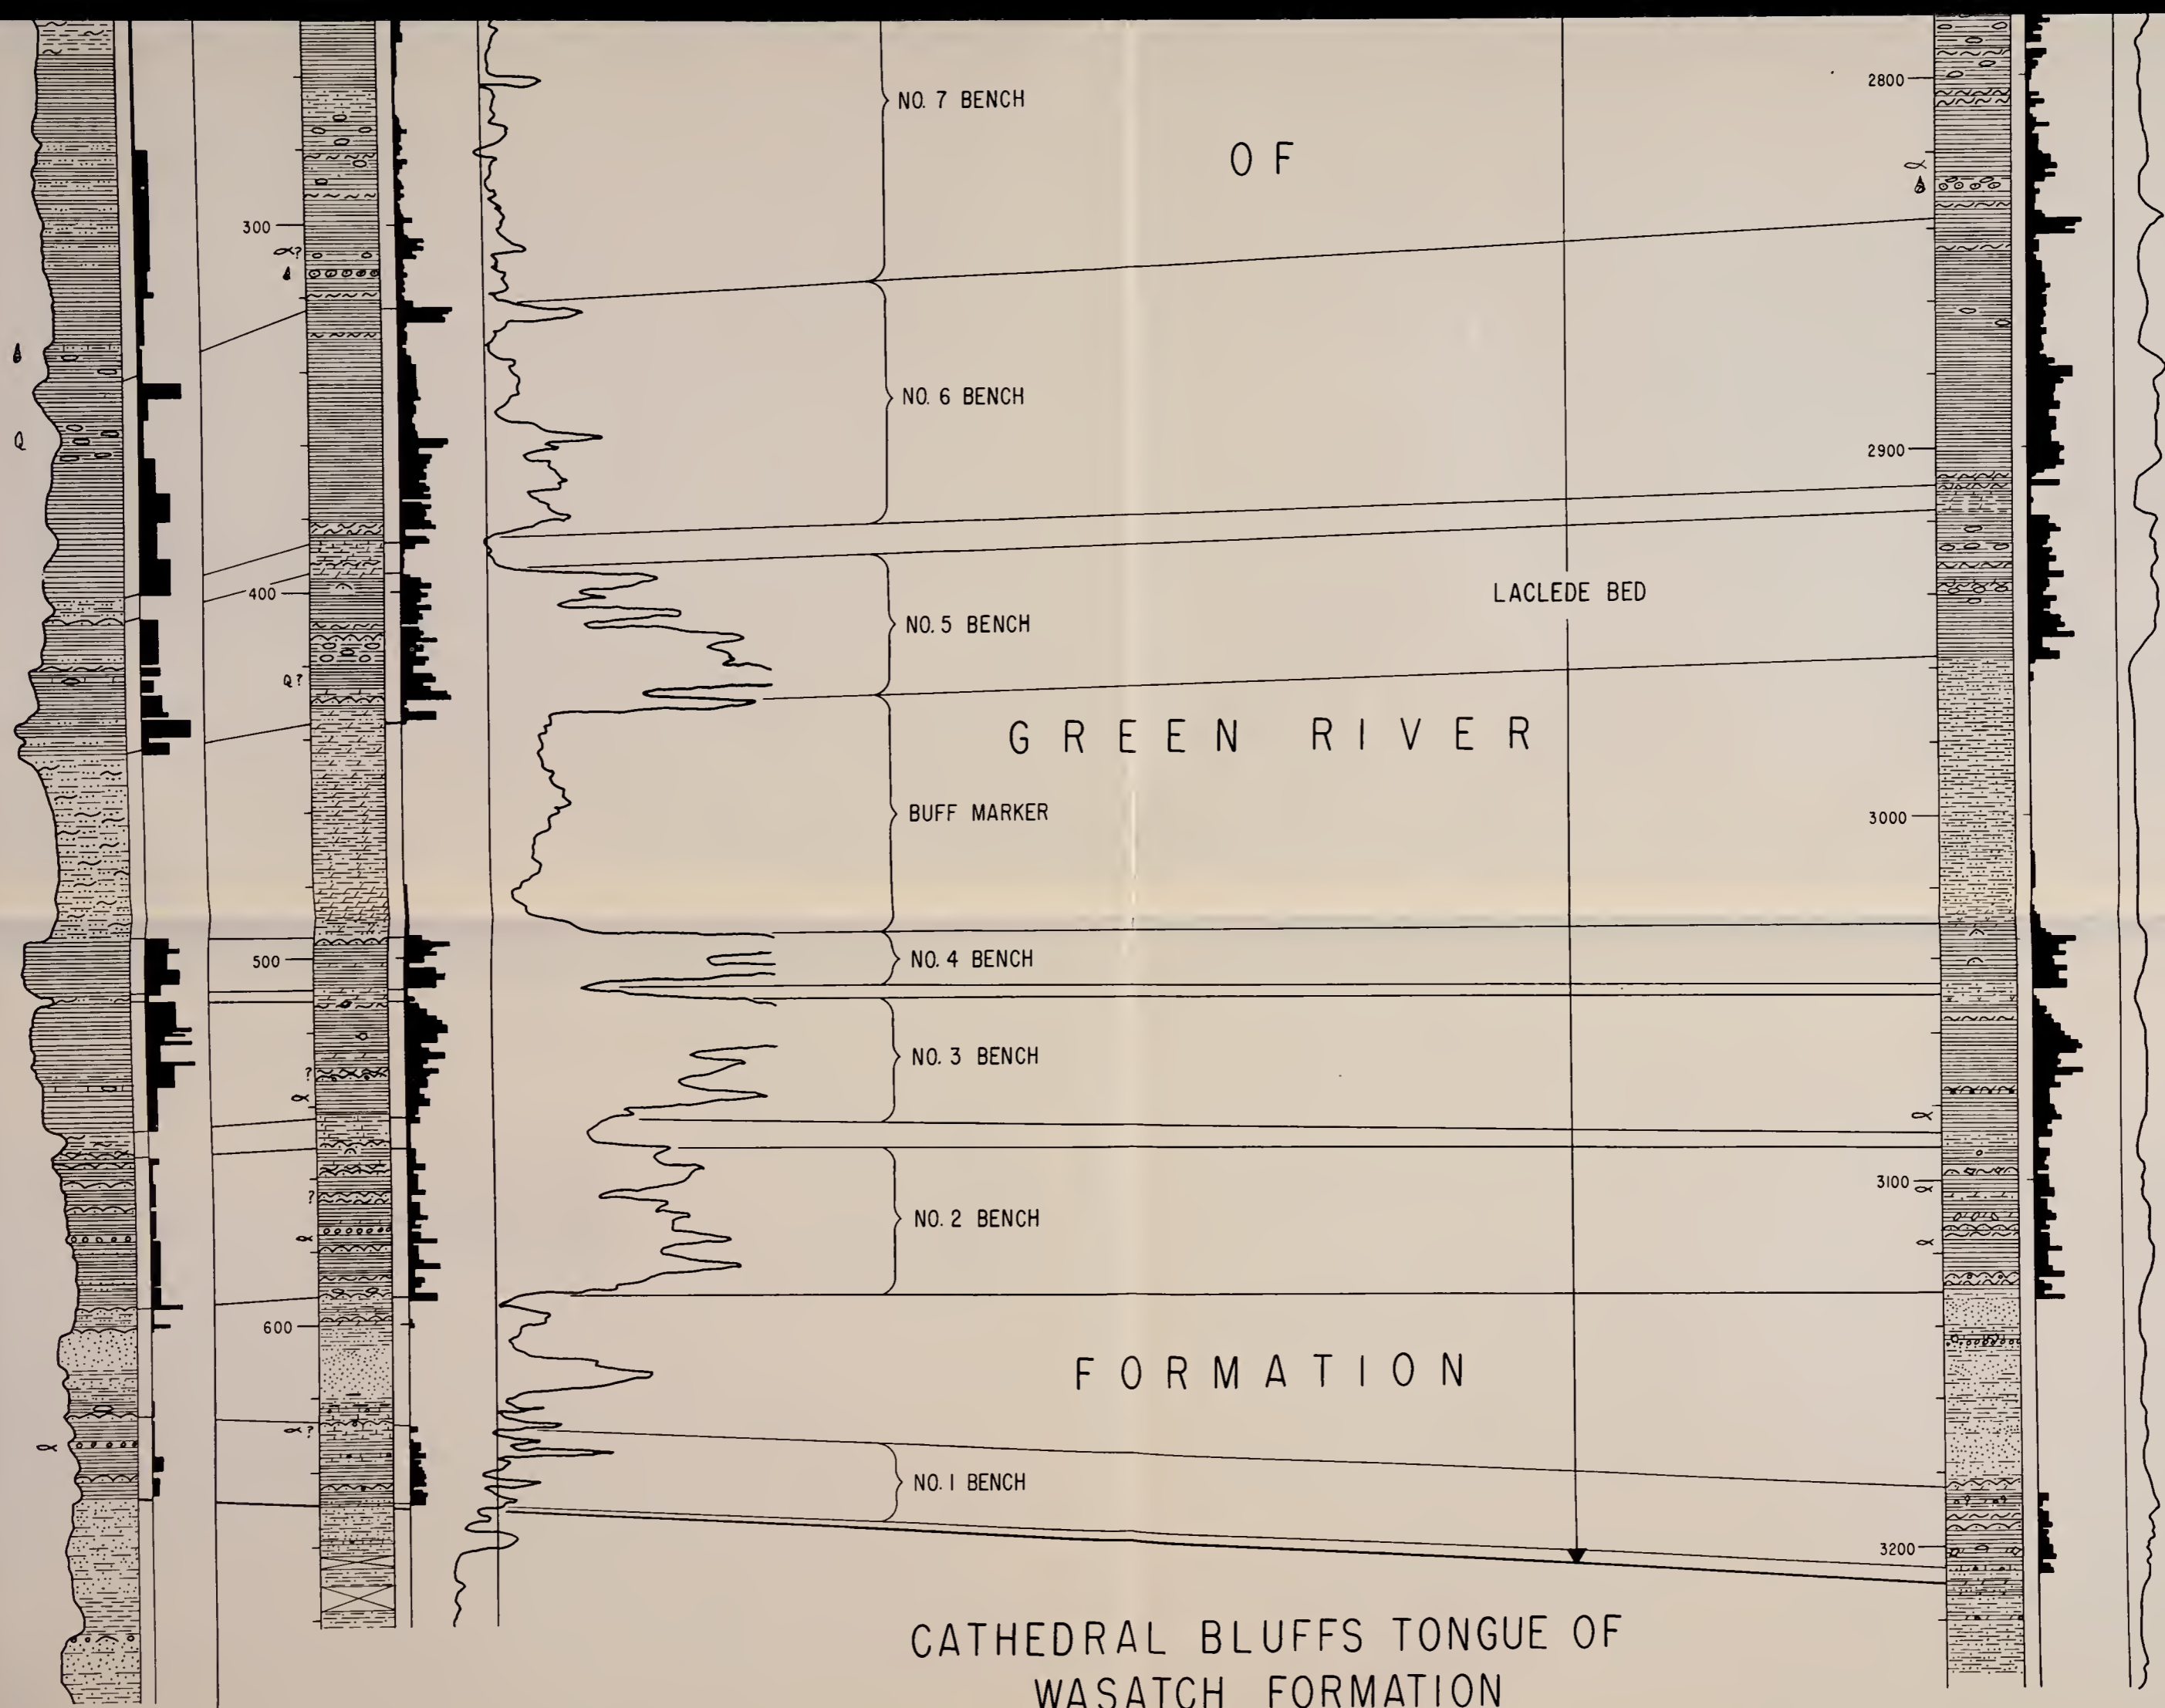 2800
NO. 7 BENCH
OF
300
?
NO. 6 BENCH
2900
400
LACLEDE BED
NO. 5 BENCH
?
GREEN RIVER
BUFF MARKER
3000
500
NO. 4 BENCH
NO. 3 BENCH
?
3100
?
NO. 2 BENCH
600
FORMATION
?
NO. 1 BENCH
3200
CATHEDRAL BLUFFS TONGUE OF
WASATCH FORMATION